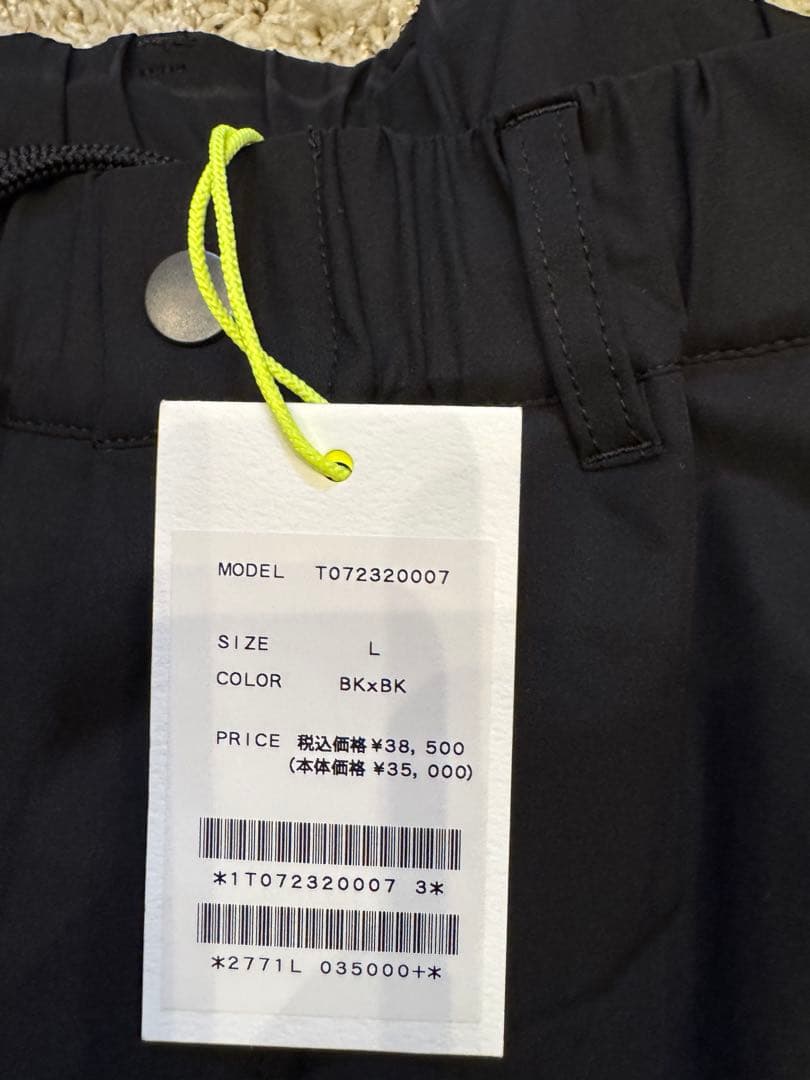 MODEL T072320007
SIZE L
COLOR BKxBK
PRICE 税込価格 ¥38, 500
(本体価格 ¥35, 000)
*1T072320007 3*
*2771L 035000+*